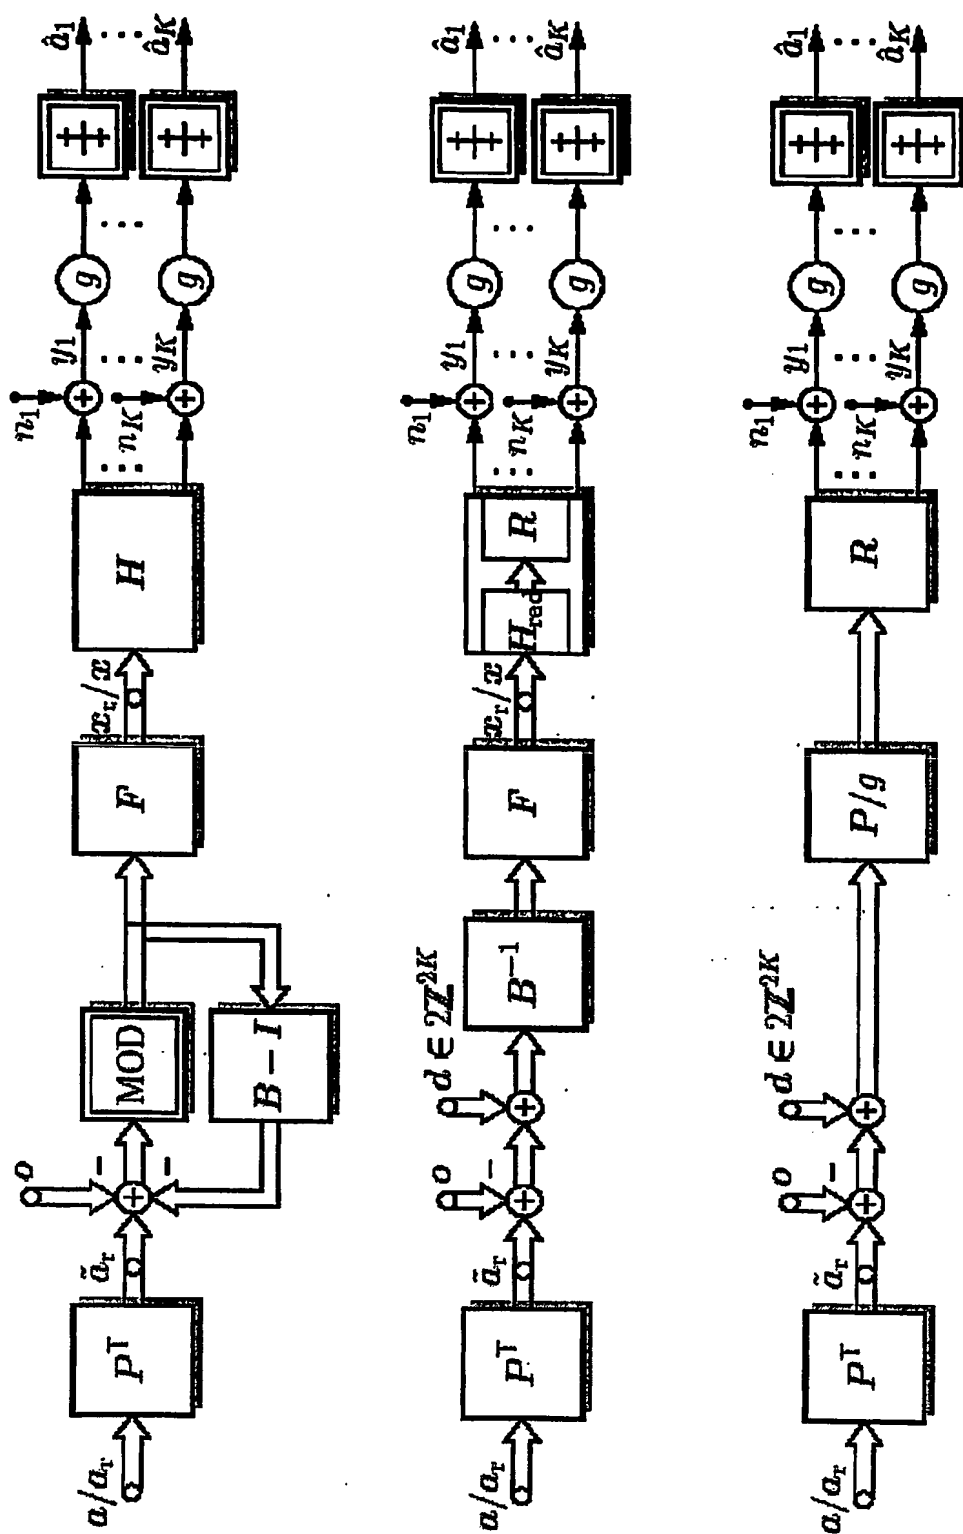 a/a_r
P^T
ã_r
o
−
−
MOD
B − I
F
x_r/x
H
n_1
n_K
+
+
+
y_1
y_K
g
g
â_1
â_K
a/a_r
P^T
ã_r
o
−
d ∈ 2ℤ^{2K}
+
+
B^{−1}
F
x_r/x
H_red
R
n_1
n_K
+
+
y_1
y_K
g
g
â_1
â_K
a/a_r
P^T
ã_r
o
−
d ∈ 2ℤ^{2K}
+
+
P/g
R
n_1
n_K
+
+
y_1
y_K
g
g
â_1
â_K